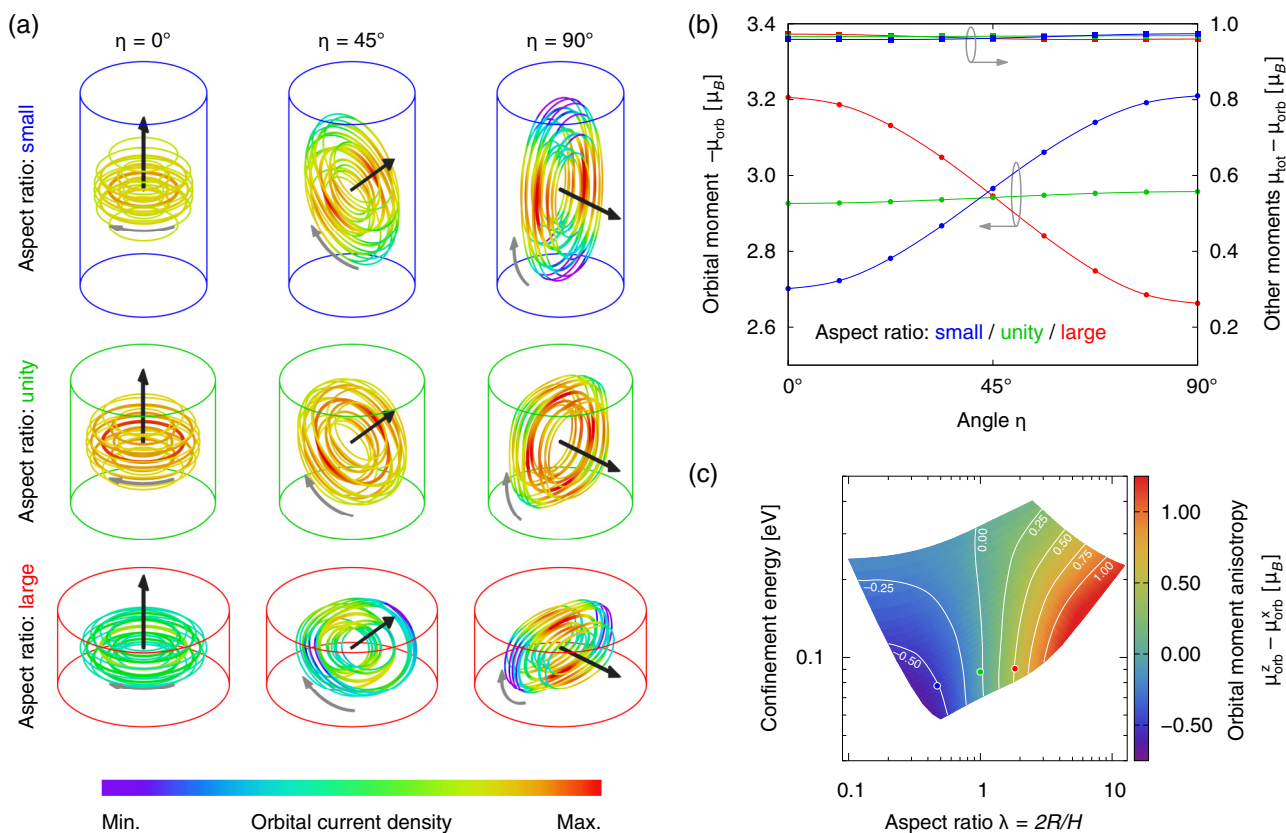 (a)
η = 0°
η = 45°
η = 90°
Aspect ratio: small
Aspect ratio: unity
Aspect ratio: large
Min.
Orbital current density
Max.
(b)
Orbital moment −μorb [μB]
3.4
3.2
3.0
2.8
2.6
1.0
0.8
0.6
0.4
0.2
Other moments μtot − μorb [μB]
Aspect ratio: small / unity / large
0°
45°
90°
Angle η
(c)
Confinement energy [eV]
0.1
0.00
0.25
0.50
0.75
1.00
−0.25
−0.50
0.1
1
10
Aspect ratio λ = 2R/H
1.00
0.50
0.00
−0.50
Orbital moment anisotropy
μzorb − μxorb [μB]